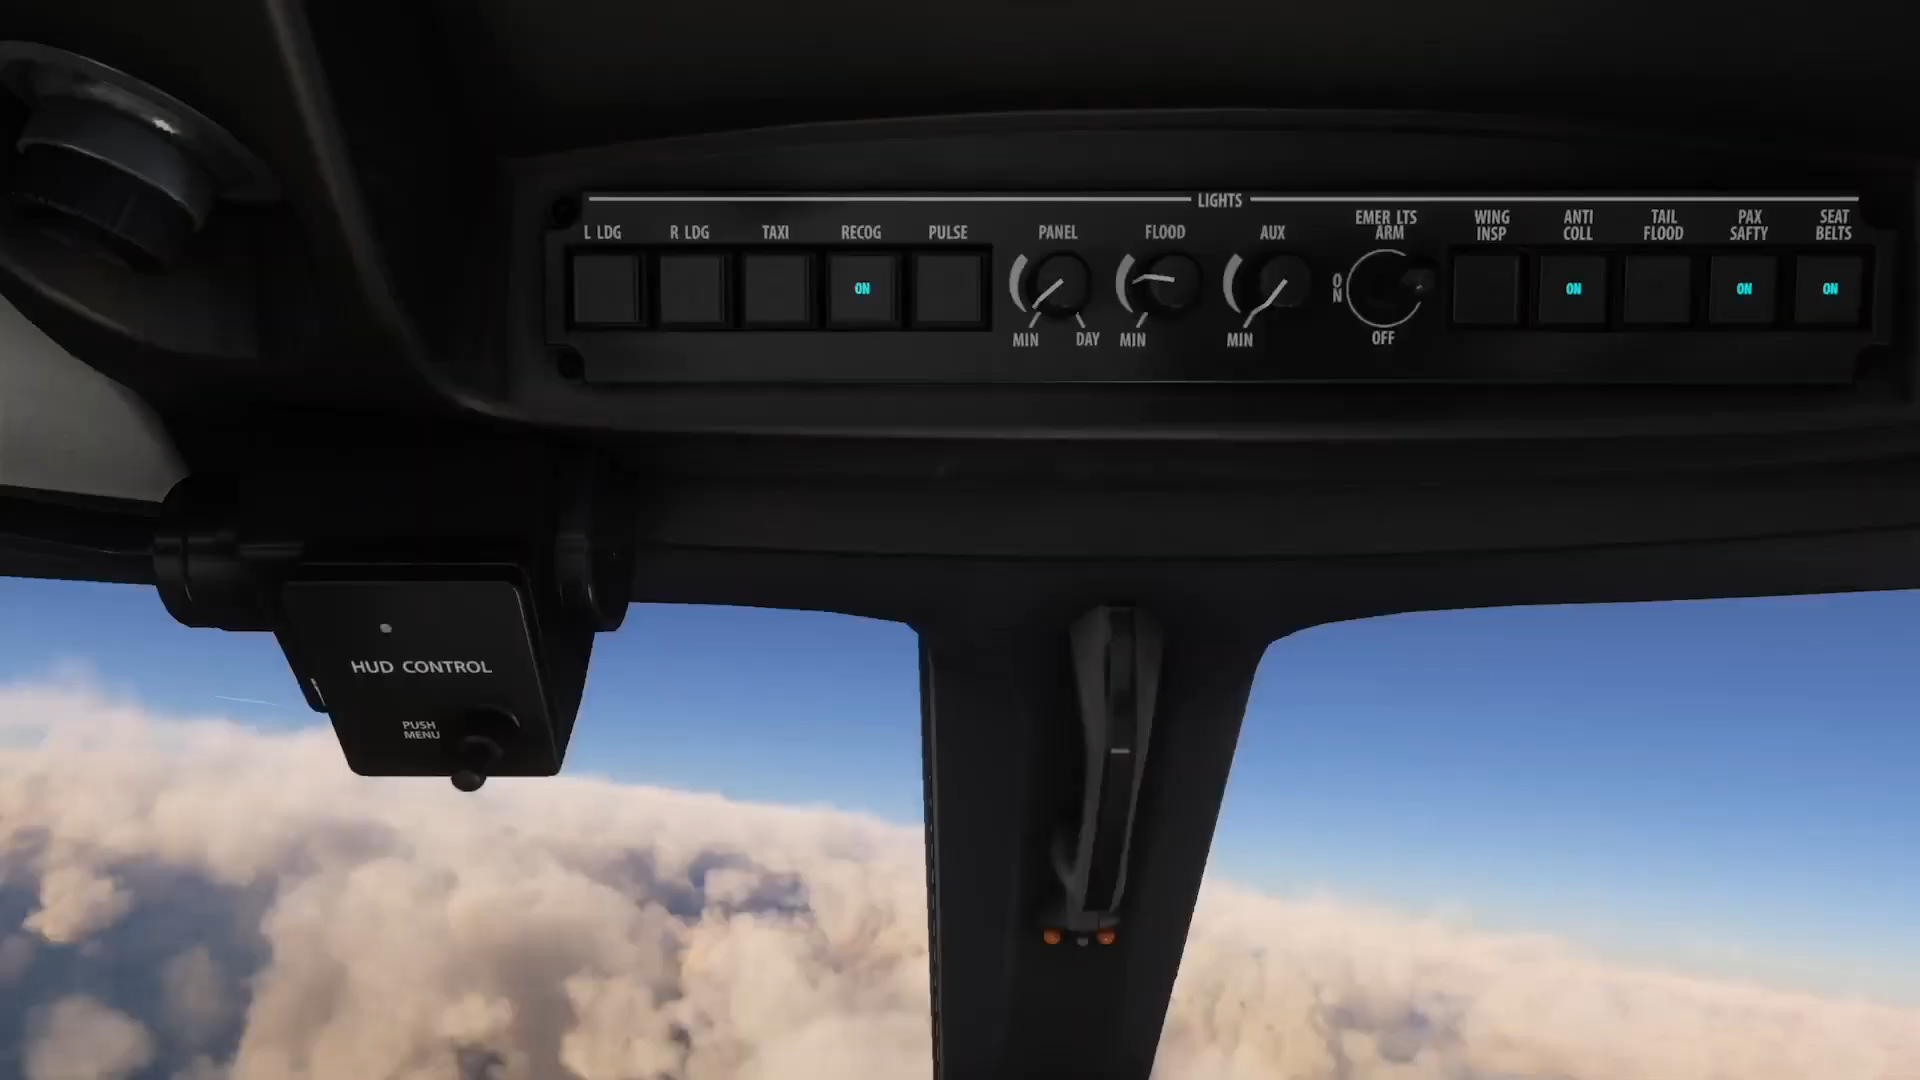 LIGHTS
L LDG
R LDG
TAXI
RECOG
PULSE
PANEL
FLOOD
AUX
EMER LTS
ARM
WING
INSP
ANTI
COLL
TAIL
FLOOD
PAX
SAFTY
SEAT
BELTS
ON
ON
ON
ON
ON
MIN
DAY
MIN
MIN
OFF
HUD CONTROL
PUSH
MENU